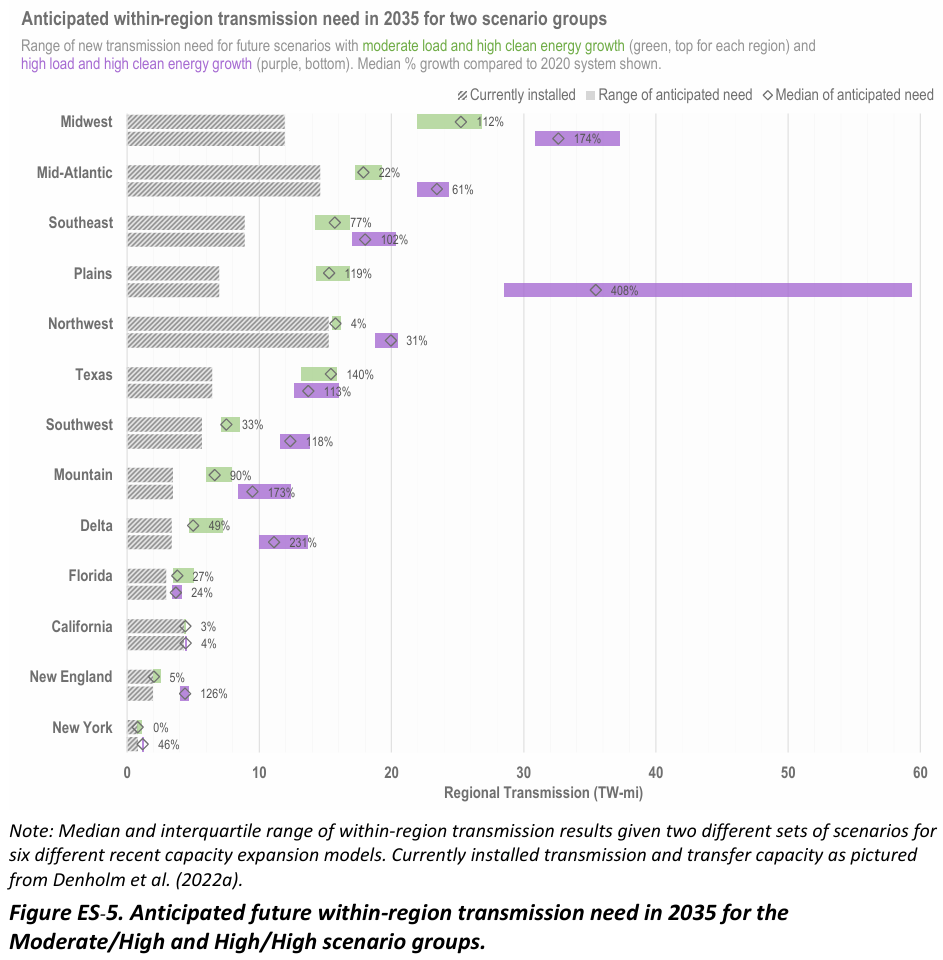 Anticipated within-region transmission need in 2035 for two scenario groups
Range of new transmission need for future scenarios with moderate load and high clean energy growth (green, top for each region) and
high load and high clean energy growth (purple, bottom). Median % growth compared to 2020 system shown.
Currently installed Range of anticipated need Median of anticipated need
Midwest 112%
174%
Mid-Atlantic 22%
61%
Southeast 77%
102%
Plains 119%
408%
Northwest 4%
31%
Texas 140%
113%
Southwest 33%
118%
Mountain 90%
173%
Delta 49%
231%
Florida 27%
24%
California 3%
4%
New England 5%
126%
New York 0%
46%
0 10 20 30 40 50 60
Regional Transmission (TW-mi)
Note: Median and interquartile range of within-region transmission results given two different sets of scenarios for
six different recent capacity expansion models. Currently installed transmission and transfer capacity as pictured
from Denholm et al. (2022a).
Figure ES-5. Anticipated future within-region transmission need in 2035 for the
Moderate/High and High/High scenario groups.